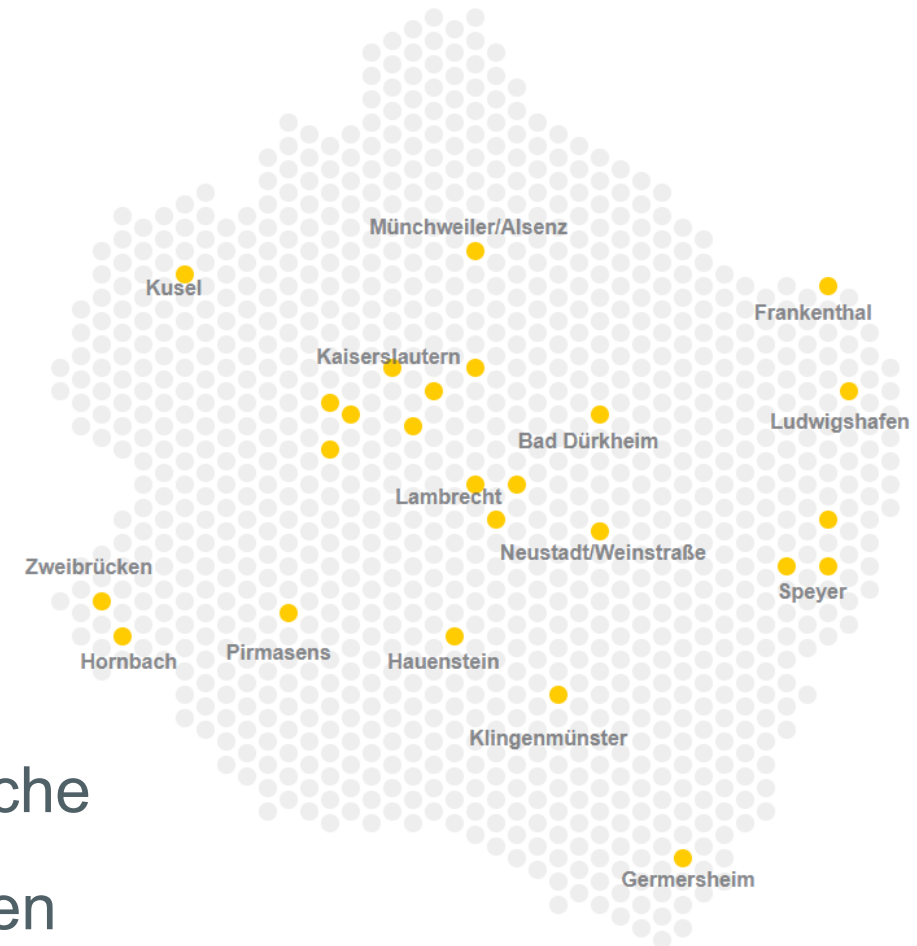 Münchweiler/Alsenz
Kusel
Frankenthal
Kaiserslautern
Ludwigshafen
Bad Dürkheim
Lambrecht
Neustadt/Weinstraße
Zweibrücken
Speyer
Pirmasens
Hornbach
Hauenstein
Klingenmünster
che
en
Germersheim